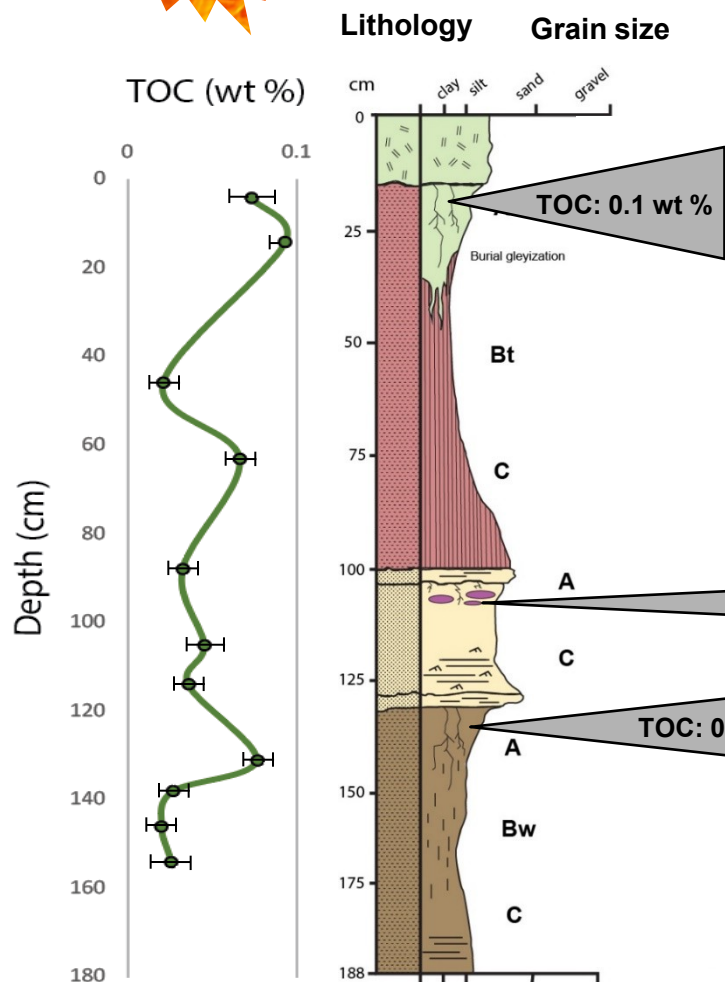 Lithology Grain size
TOC (wt %)
cm
clay
silt
sand
gravel
0
0.1
0
20
40
60
80
100
120
140
160
180
Depth (cm)
0
25
50
75
100
125
150
175
188
TOC: 0.1 wt %
Burial gleyization
Bt
C
A
C
TOC: 0
A
Bw
C